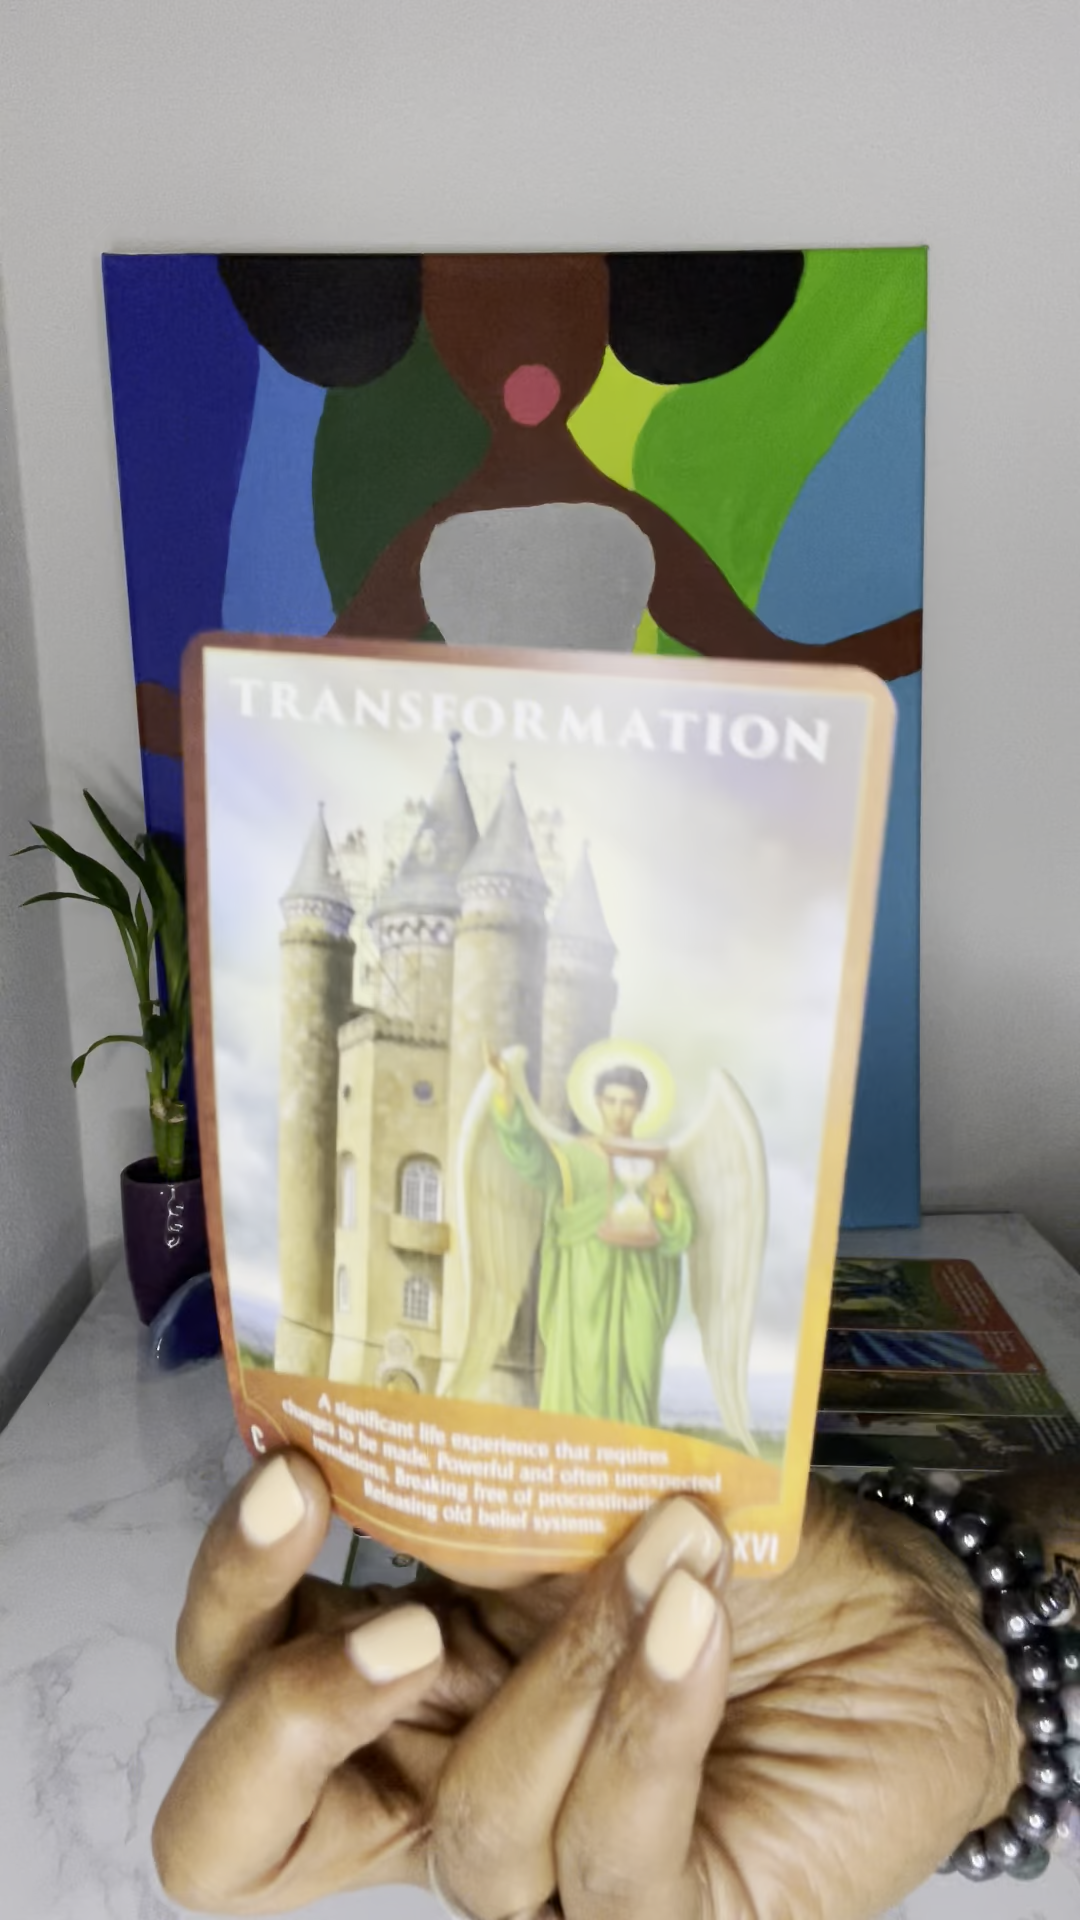 TRANSFORMATION
A significant life experience that requires
changes to be made. Powerful and often unexpected
revelations. Breaking free of
Releasing old belief systems.
C
XVI